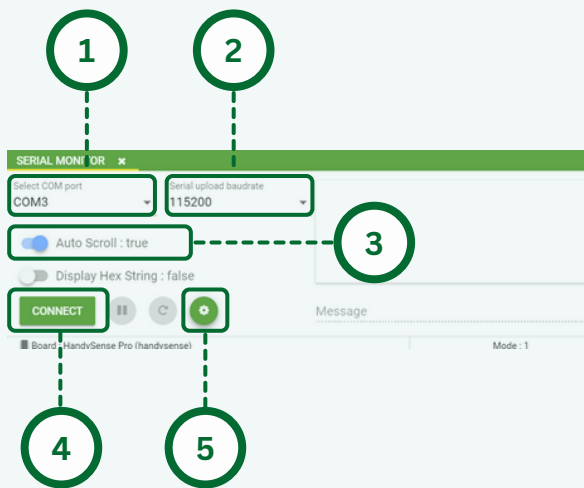 1 2
SERIAL MONITOR ×
Select COM port Serial upload baudrate
COM3 115200
Auto Scroll : true 3
Display Hex String : false
CONNECT
Message
Board : HandySense Pro (handysense) Mode : 1
4 5